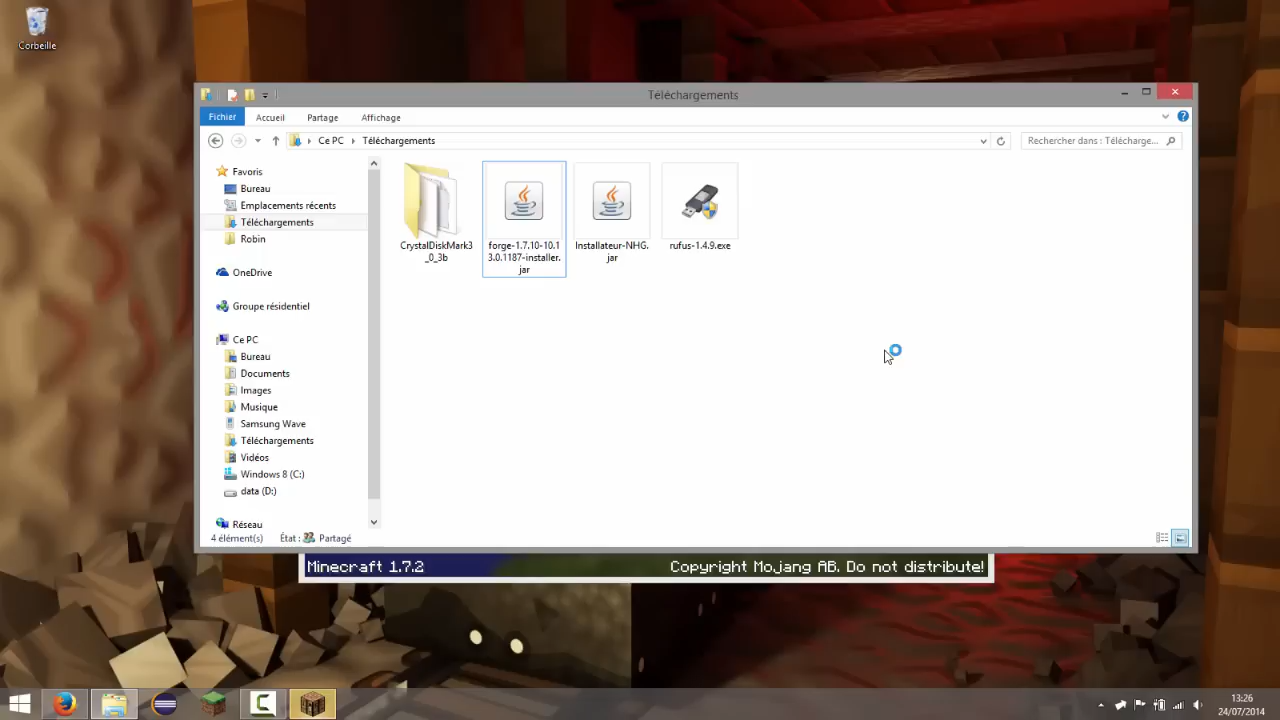 Corbeille
Téléchargements
Fichier Accueil Partage Affichage
Ce PC Téléchargements Rechercher dans : Télécharge...
Favoris
Bureau
Emplacements récents
Téléchargements
Robin
OneDrive
Groupe résidentiel
Ce PC
Bureau
Documents
Images
Musique
Samsung Wave
Téléchargements
Vidéos
Windows 8 (C:)
data (D:)
Réseau
CrystalDiskMark3
_0_3b
forge-1.7.10-10.1
3.0.1187-installer.
jar
Installateur-NHG.
jar
rufus-1.4.9.exe
4 élément(s) État : Partagé
Minecraft 1.7.2 Copyright Mojang AB. Do not distribute!
13:26
24/07/2014